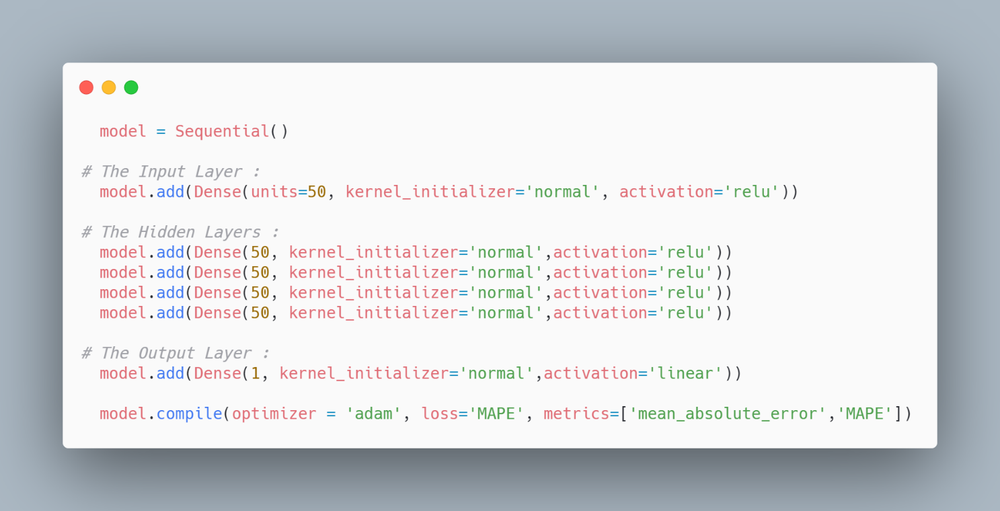 model = Sequential()
# The Input Layer :
model.add(Dense(units=50, kernel_initializer='normal', activation='relu'))
# The Hidden Layers :
model.add(Dense(50, kernel_initializer='normal',activation='relu'))
model.add(Dense(50, kernel_initializer='normal',activation='relu'))
model.add(Dense(50, kernel_initializer='normal',activation='relu'))
model.add(Dense(50, kernel_initializer='normal',activation='relu'))
# The Output Layer :
model.add(Dense(1, kernel_initializer='normal',activation='linear'))
model.compile(optimizer = 'adam', loss='MAPE', metrics=['mean_absolute_error','MAPE'])